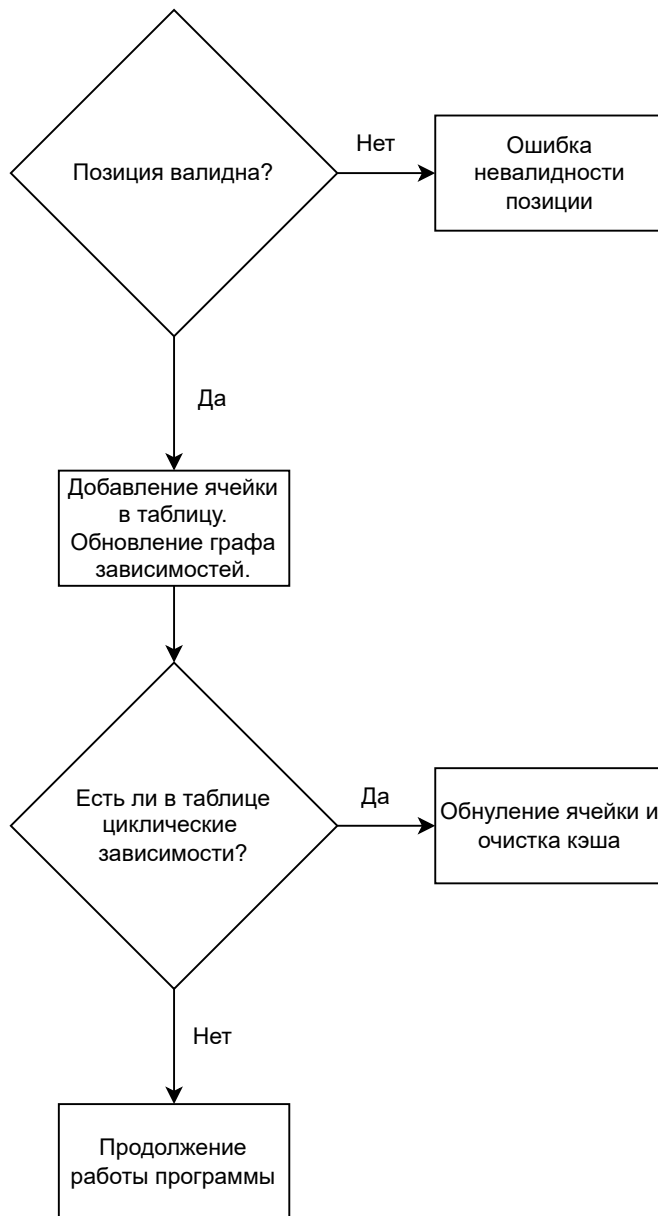 Позиция валидна?
Нет
Ошибка
невалидности
позиции
Да
Добавление ячейки
в таблицу.
Обновление графа
зависимостей.
Есть ли в таблице
циклические
зависимости?
Да
Обнуление ячейки и
очистка кэша
Нет
Продолжение
работы программы